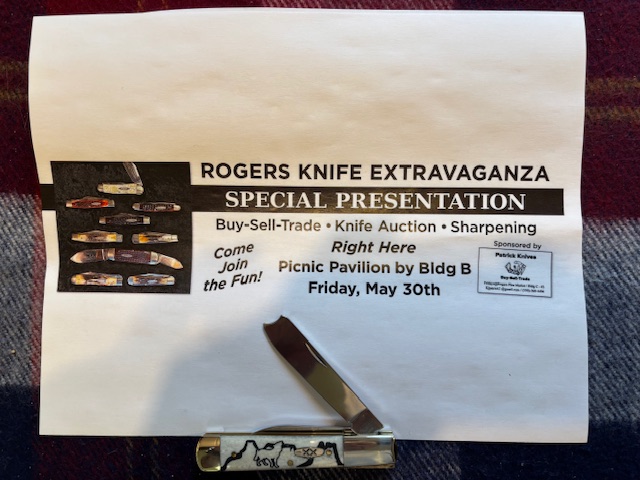 ROGERS KNIFE EXTRAVAGANZA
SPECIAL PRESENTATION
Buy-Sell-Trade • Knife Auction • Sharpening
Come
Join
the Fun!
Right Here
Picnic Pavilion by Bldg B
Friday, May 30th
Sponsored by
Patrick Knives
Buy-Sell-Trade
XX